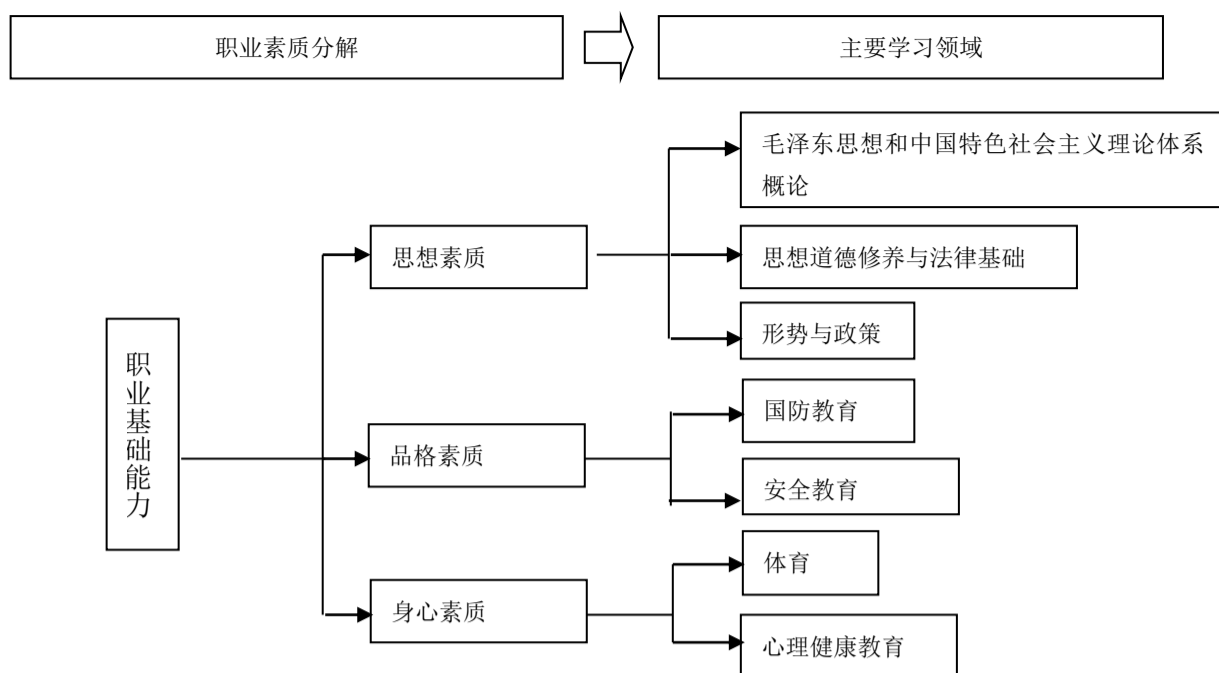 职业素质分解
主要学习领域
毛泽东思想和中国特色社会主义理论体系
概论
思想素质
思想道德修养与法律基础
形势与政策
职业基础能力
品格素质
国防教育
安全教育
身心素质
体育
心理健康教育